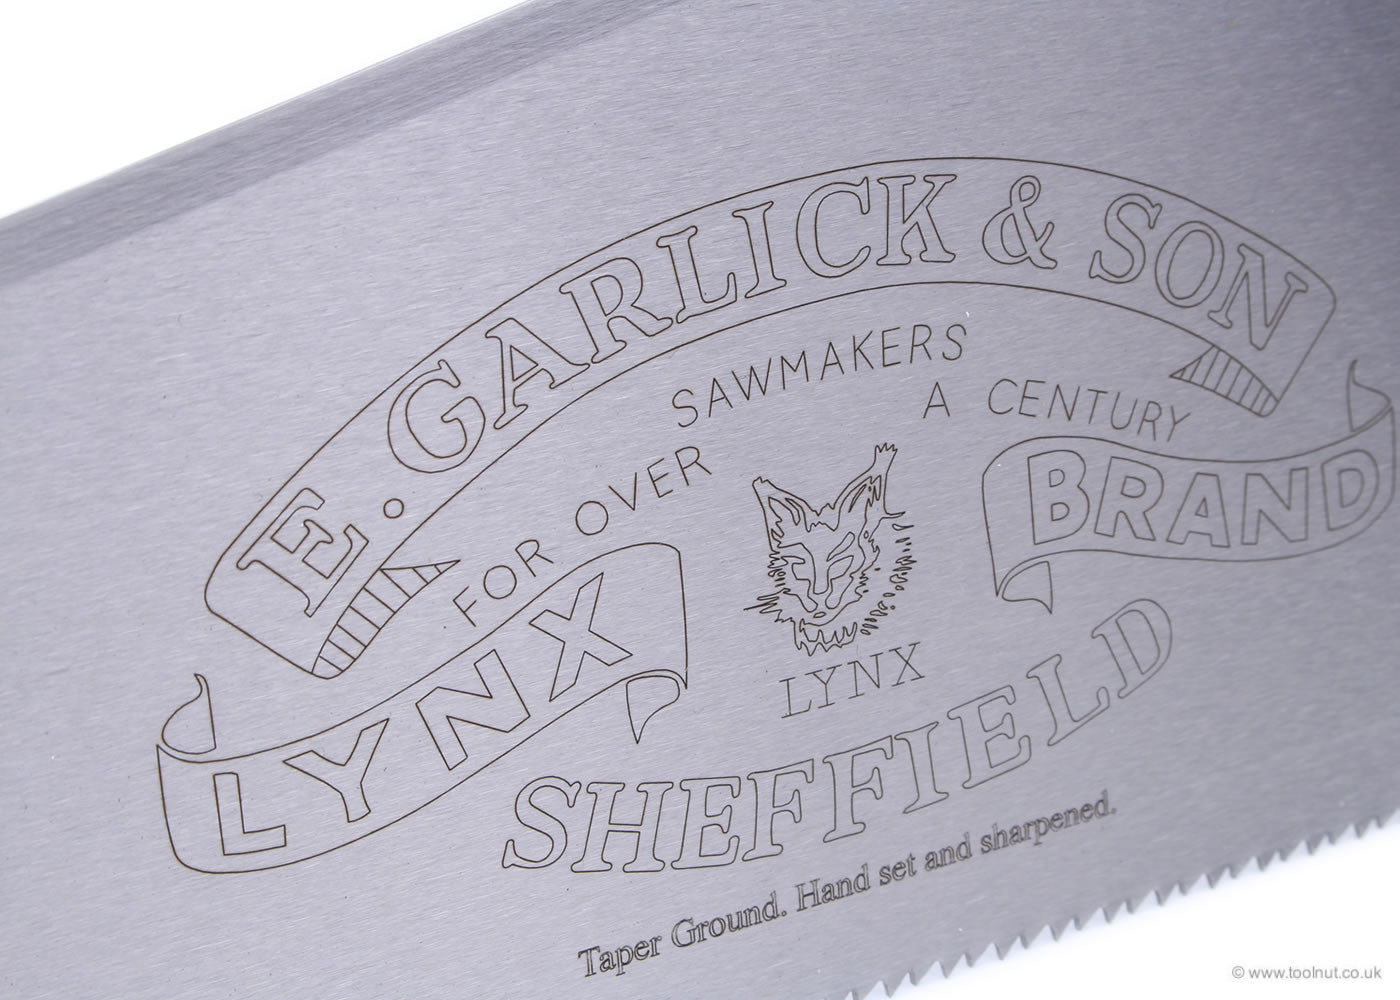 E. GARLICK & SON
SAWMAKERS
FOR OVER A CENTURY
LYNX BRAND
LYNX
SHEFFIELD
Taper Ground. Hand set and sharpened.
© www.toolnut.co.uk